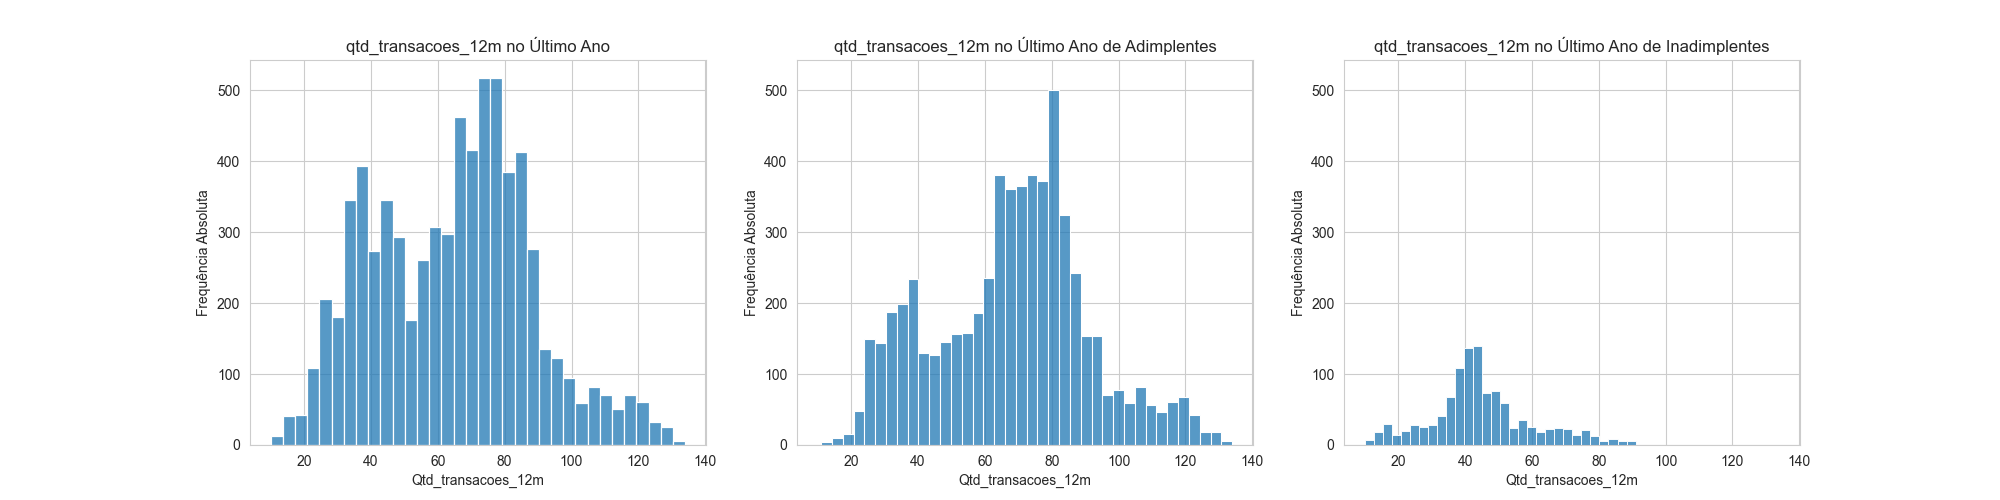 qtd_transacoes_12m no Último Ano
500
400
300
200
100
0
Frequência Absoluta
20 40 60 80 100 120 140
Qtd_transacoes_12m
qtd_transacoes_12m no Último Ano de Adimplentes
500
400
300
200
100
0
Frequência Absoluta
20 40 60 80 100 120 140
Qtd_transacoes_12m
qtd_transacoes_12m no Último Ano de Inadimplentes
500
400
300
200
100
0
Frequência Absoluta
20 40 60 80 100 120 140
Qtd_transacoes_12m